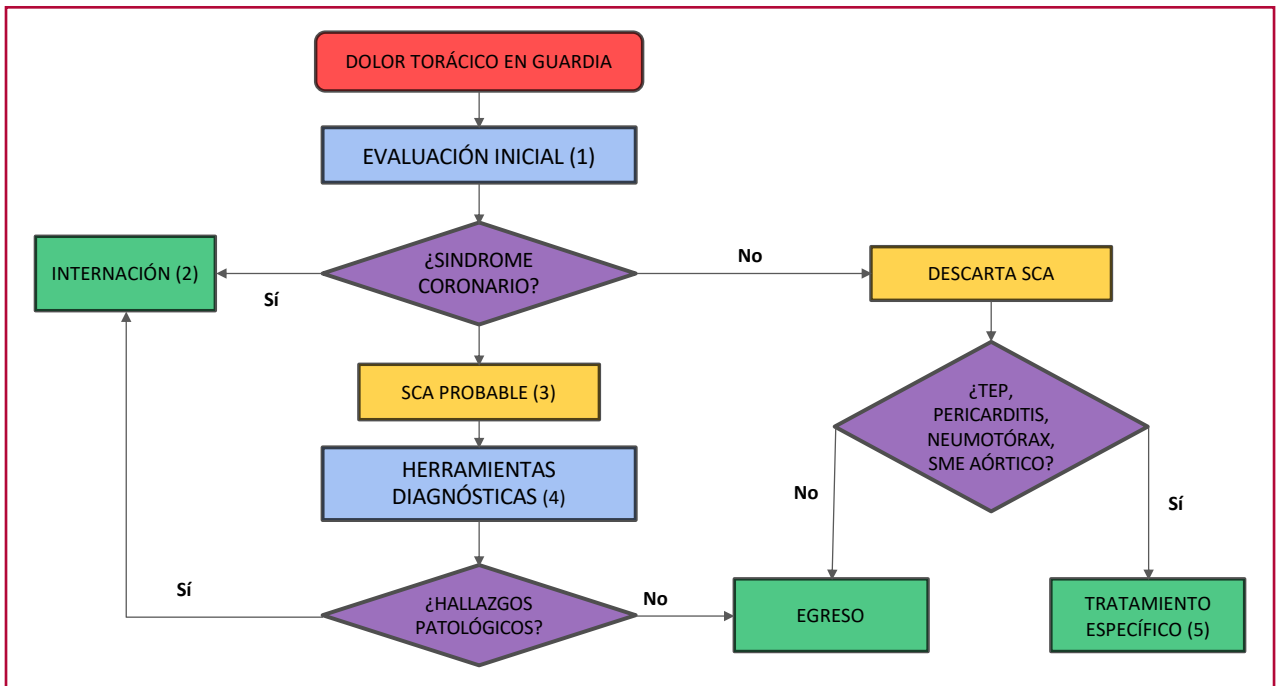 DOLOR TORÁCICO EN GUARDIA
EVALUACIÓN INICIAL (1)
¿SINDROME
CORONARIO?
Sí
INTERNACIÓN (2)
No
DESCARTA SCA
SCA PROBABLE (3)
¿TEP,
PERICARDITIS,
NEUMOTÓRAX,
SME AÓRTICO?
HERRAMIENTAS
DIAGNÓSTICAS (4)
No
Sí
¿HALLAZGOS
PATOLÓGICOS?
Sí
No
EGRESO
TRATAMIENTO
ESPECÍFICO (5)